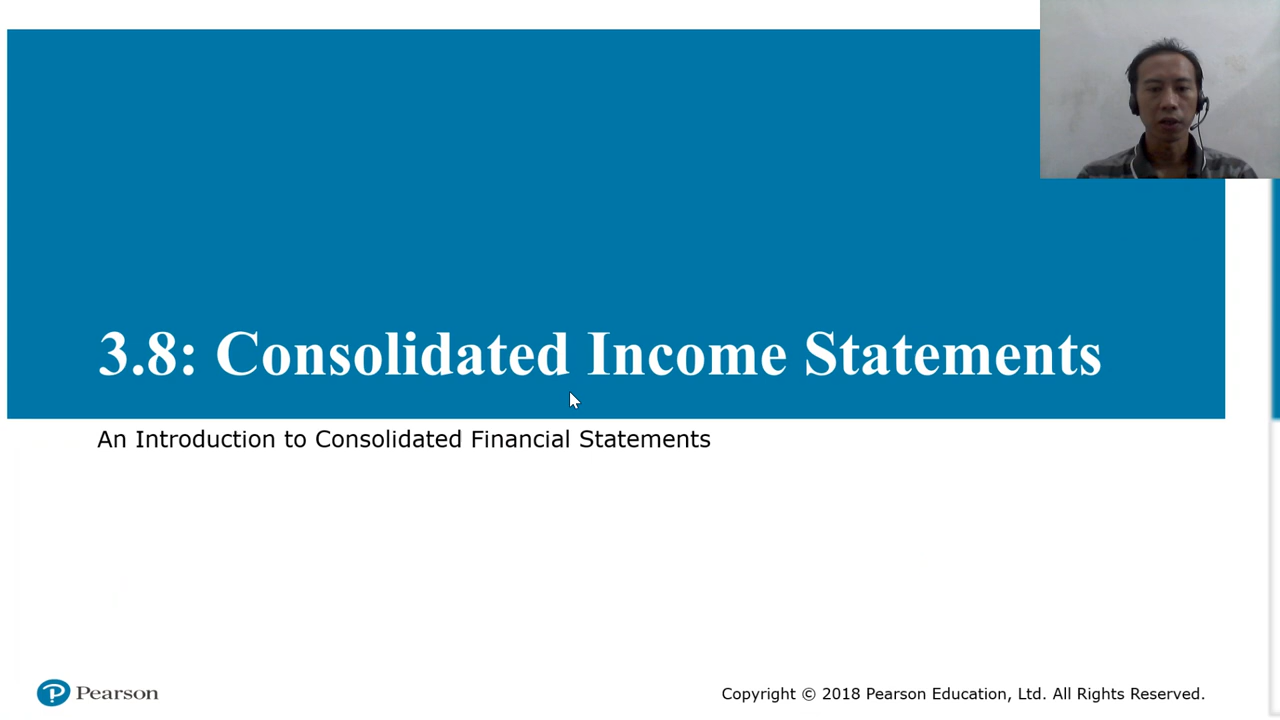 3.8: Consolidated Income Statements
An Introduction to Consolidated Financial Statements
Pearson
Copyright © 2018 Pearson Education, Ltd. All Rights Reserved.